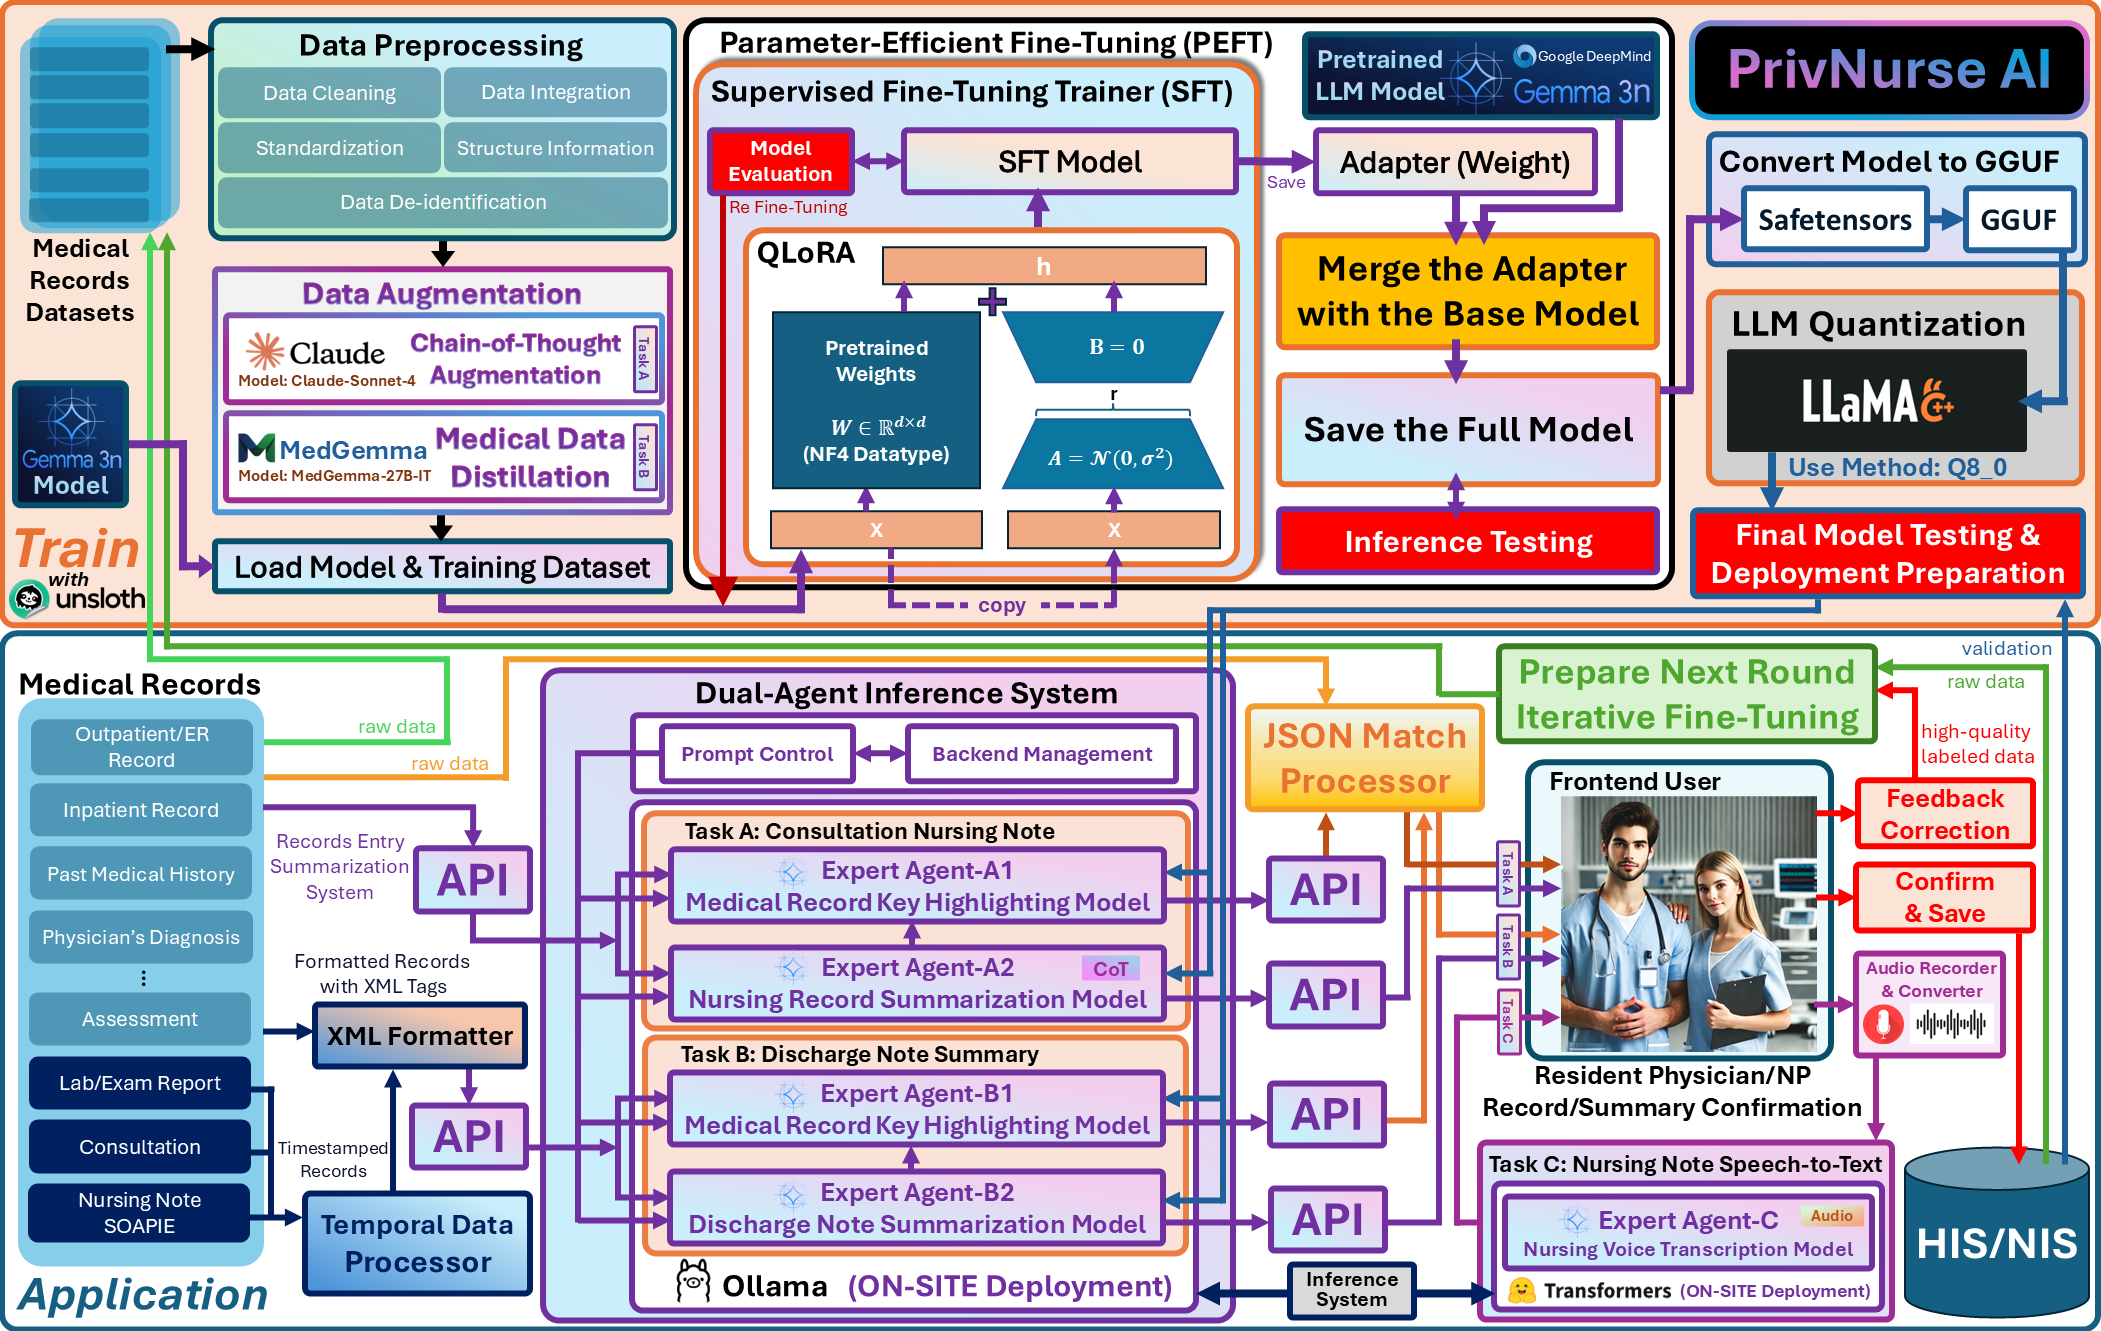 Medical
Records
Datasets
Data Preprocessing
Data Cleaning
Data Integration
Standardization
Structure Information
Data De-identification
Data Augmentation
Claude
Model: Claude-Sonnet-4
Chain-of-Thought
Augmentation
Task A
MedGemma
Model: MedGemma-27B-IT
Medical Data
Distillation
Task B
Gemma 3n
Model
Train
with
unsloth
Load Model & Training Dataset
Parameter-Efficient Fine-Tuning (PEFT)
Supervised Fine-Tuning Trainer (SFT)
Model
Evaluation
Re Fine-Tuning
SFT Model
Save
QLoRA
h
Pretrained
Weights
W ∈ ℝ^{d×d}
(NF4 Datatype)
B = 0
r
A = 𝒩(0, σ²)
X
X
copy
Pretrained
LLM Model
Google DeepMind
Gemma 3n
Adapter (Weight)
Merge the Adapter
with the Base Model
Save the Full Model
Inference Testing
PrivNurse AI
Convert Model to GGUF
Safetensors
GGUF
LLM Quantization
LLaMA C++
Use Method: Q8_0
Final Model Testing &
Deployment Preparation
Medical Records
Outpatient/ER
Record
Inpatient Record
Past Medical History
Physician's Diagnosis
⋮
Assessment
Lab/Exam Report
Consultation
Nursing Note
SOAPIE
Application
raw data
raw data
Records Entry
Summarization
System
API
Formatted Records
with XML Tags
XML Formatter
API
Timestamped
Records
Temporal Data
Processor
Dual-Agent Inference System
Prompt Control
Backend Management
Task A: Consultation Nursing Note
Expert Agent-A1
Medical Record Key Highlighting Model
Expert Agent-A2
CoT
Nursing Record Summarization Model
Task B: Discharge Note Summary
Expert Agent-B1
Medical Record Key Highlighting Model
Expert Agent-B2
Discharge Note Summarization Model
Ollama (ON-SITE Deployment)
JSON Match
Processor
API
API
API
API
Inference
System
Prepare Next Round
Iterative Fine-Tuning
validation
raw data
high-quality
labeled data
Frontend User
Task A
Task B
Task C
Resident Physician/NP
Record/Summary Confirmation
Feedback
Correction
Confirm
& Save
Audio Recorder
& Converter
Task C: Nursing Note Speech-to-Text
Expert Agent-C
Audio
Nursing Voice Transcription Model
Transformers (ON-SITE Deployment)
HIS/NIS